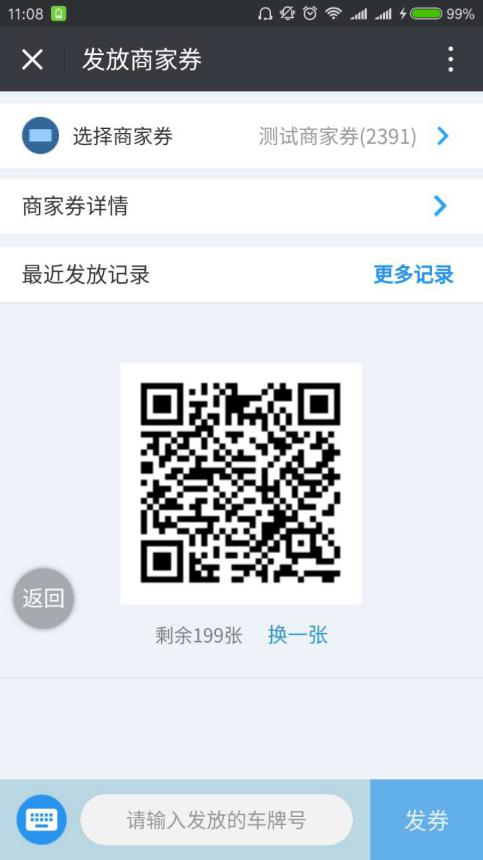 11:08 99%
发放商家券
选择商家券 测试商家券(2391)
商家券详情
最近发放记录 更多记录
返回
剩余199张 换一张
请输入发放的车牌号 发券